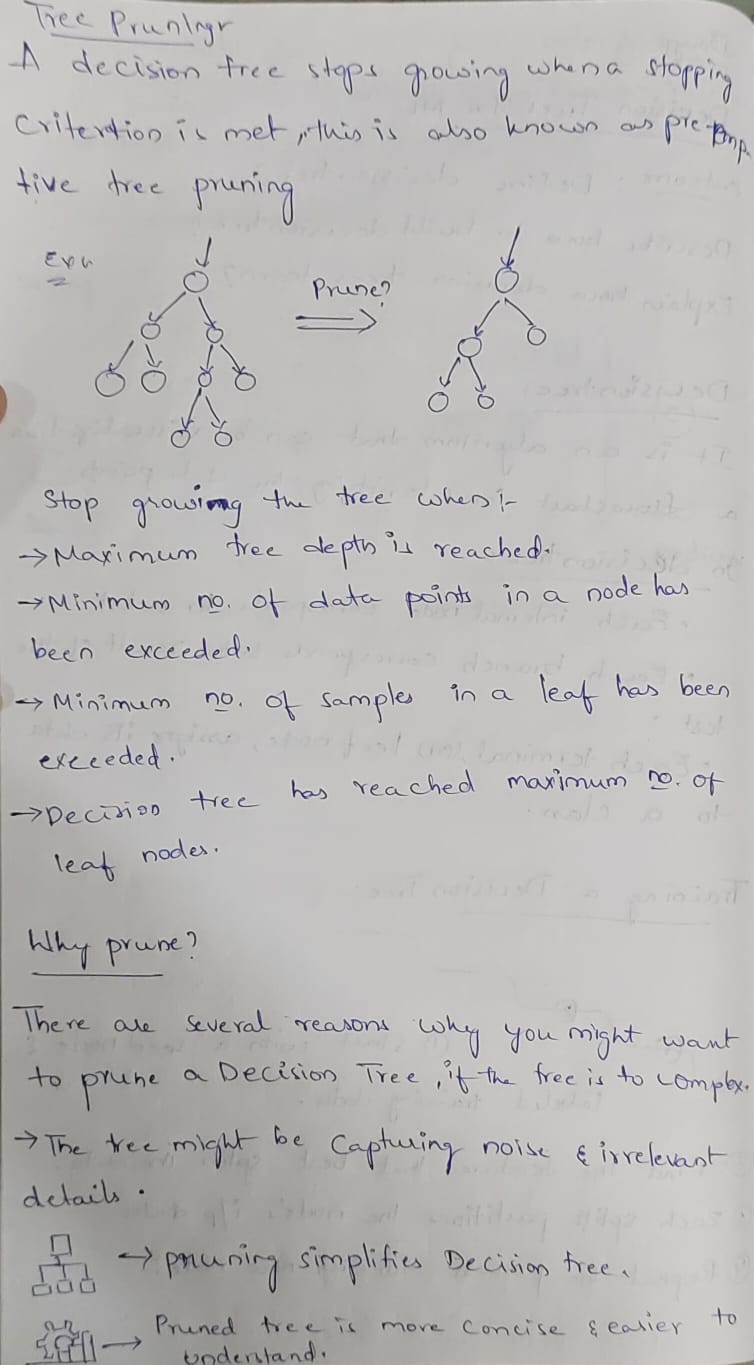 Tree Pruning
A decision tree stops growing when a stopping
Critertion is met, this is also known as pre-Emp
tive tree pruning
Prune?
Stop growing the tree when :-
→ Maximum tree depth is reached.
→ Minimum no. of data points in a node has
been exceeded.
→ Minimum no. of samples in a leaf has been
exceeded.
→ Decision tree has reached maximum no. of
leaf nodes.
Why prune?
There are several reasons why you might want
to prune a Decision Tree, if the tree is to complex.
→ The tree might be Capturing noise & irrelevant
details.
→ pruning simplifies Decision tree.
→ Pruned tree is more concise & easier to
understand.